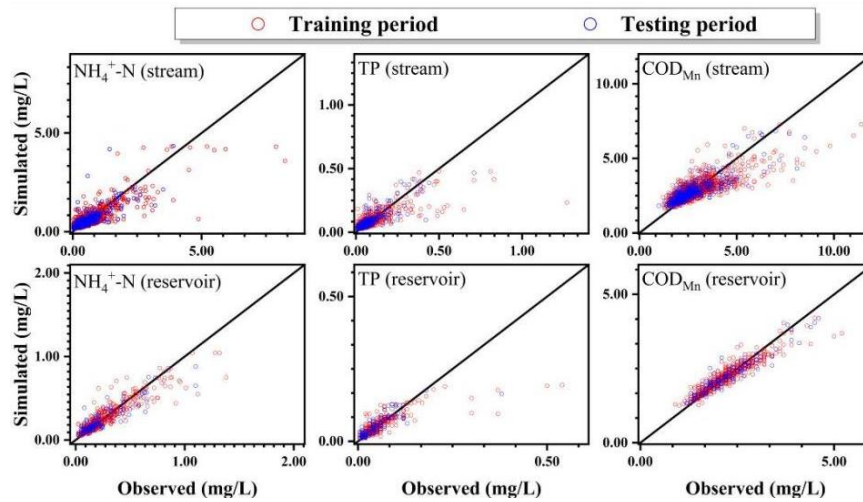 Training period Testing period
NH₄⁺-N (stream)
TP (stream)
COD_Mn (stream)
Simulated (mg/L)
5.00
0.00
0.00 5.00
1.00
0.50
0.00
0.00 0.50 1.00
10.00
5.00
0.00
0.00 5.00 10.00
NH₄⁺-N (reservoir)
TP (reservoir)
COD_Mn (reservoir)
Simulated (mg/L)
2.00
1.00
0.00
0.00 1.00 2.00
0.50
0.00
0.00 0.50
5.00
0.00
0.00 5.00
Observed (mg/L) Observed (mg/L) Observed (mg/L)